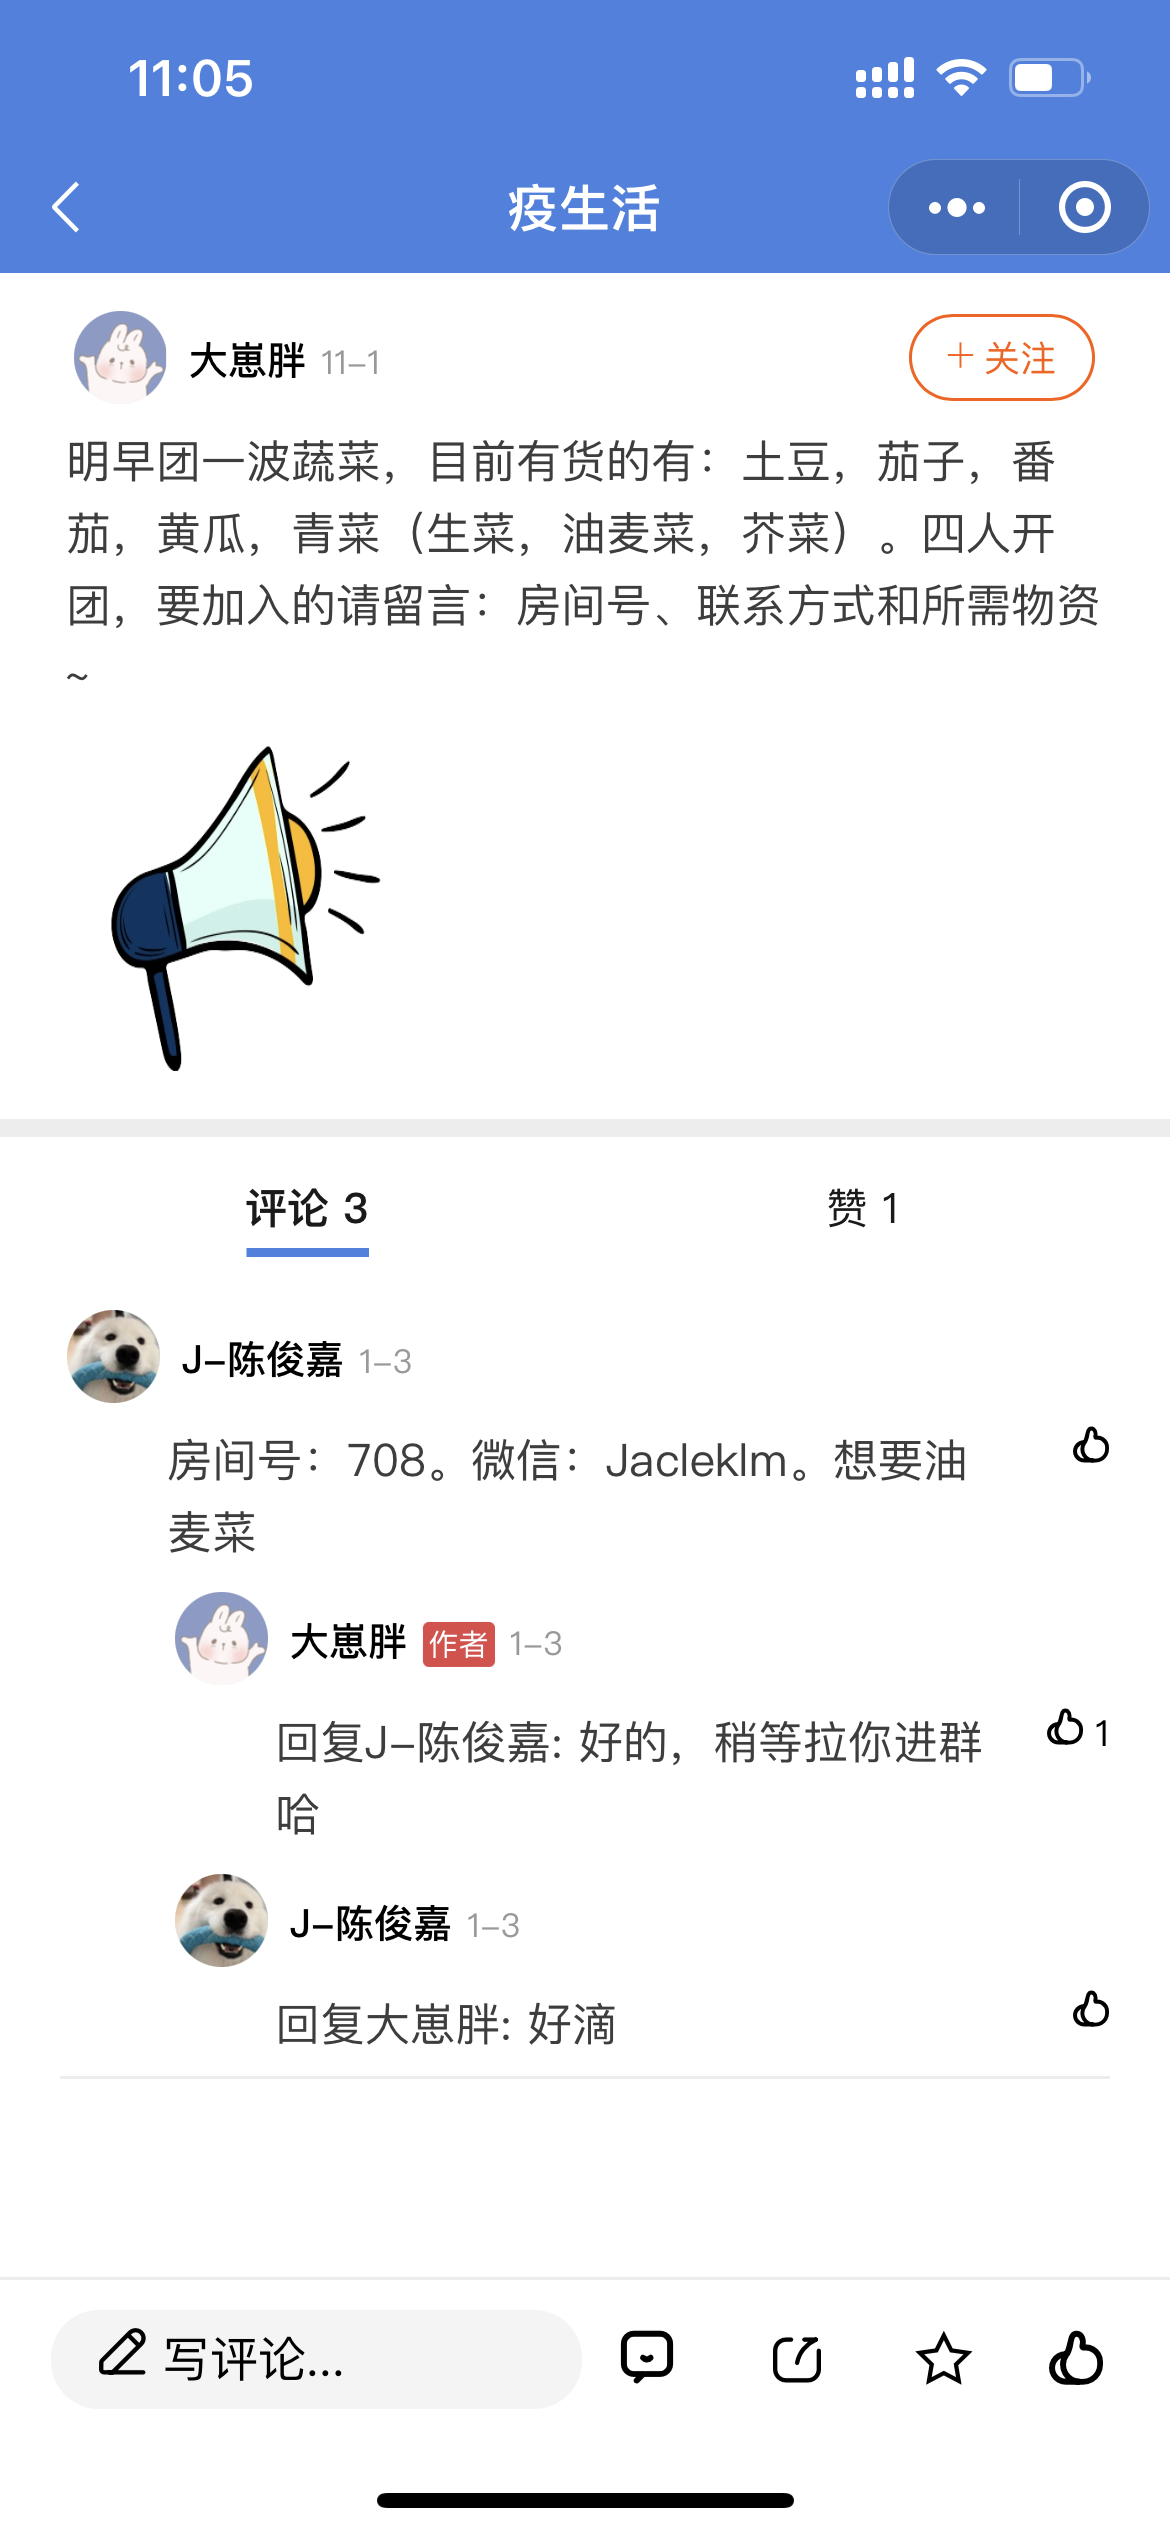 11:05
疫生活
大崽胖 11-1
+ 关注
明早团一波蔬菜，目前有货的有：土豆，茄子，番
茄，黄瓜，青菜（生菜，油麦菜，芥菜）。四人开
团，要加入的请留言：房间号、联系方式和所需物资
~
评论 3
赞 1
J-陈俊嘉 1-3
房间号：708。微信：Jacleklm。想要油
麦菜
大崽胖 作者 1-3
回复J-陈俊嘉: 好的，稍等拉你进群
哈
1
J-陈俊嘉 1-3
回复大崽胖: 好滴
写评论...